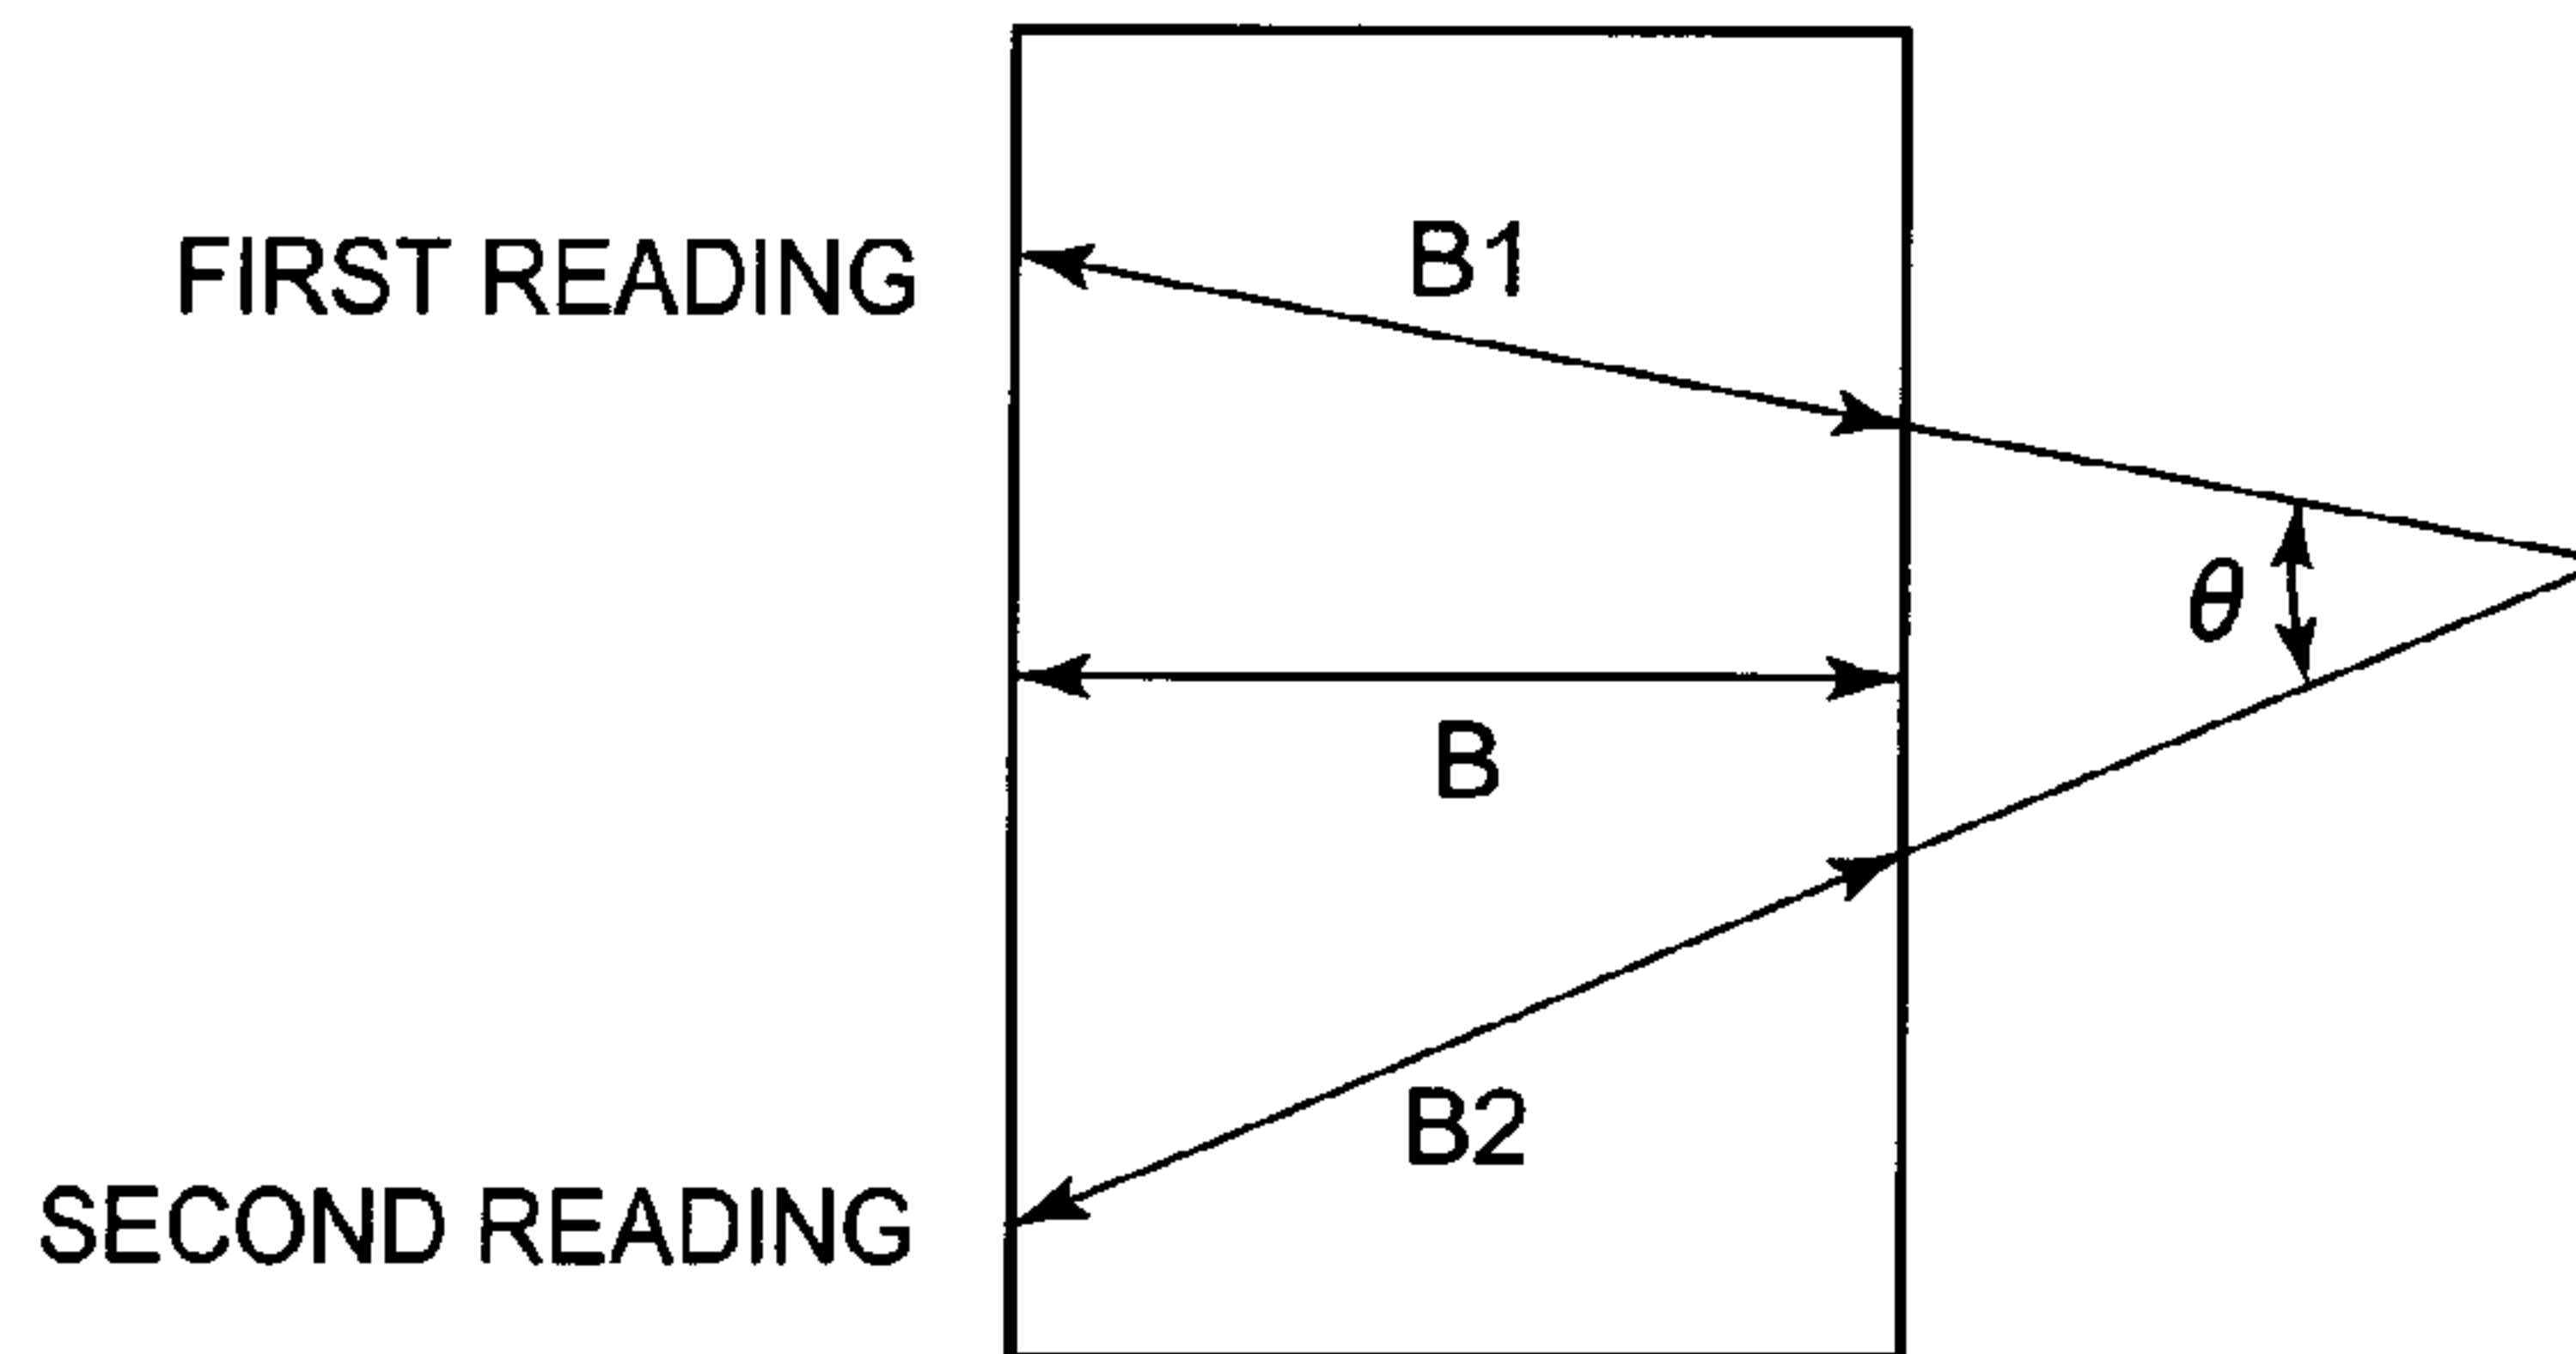 FIRST READING
B1
θ
B
B2
SECOND READING